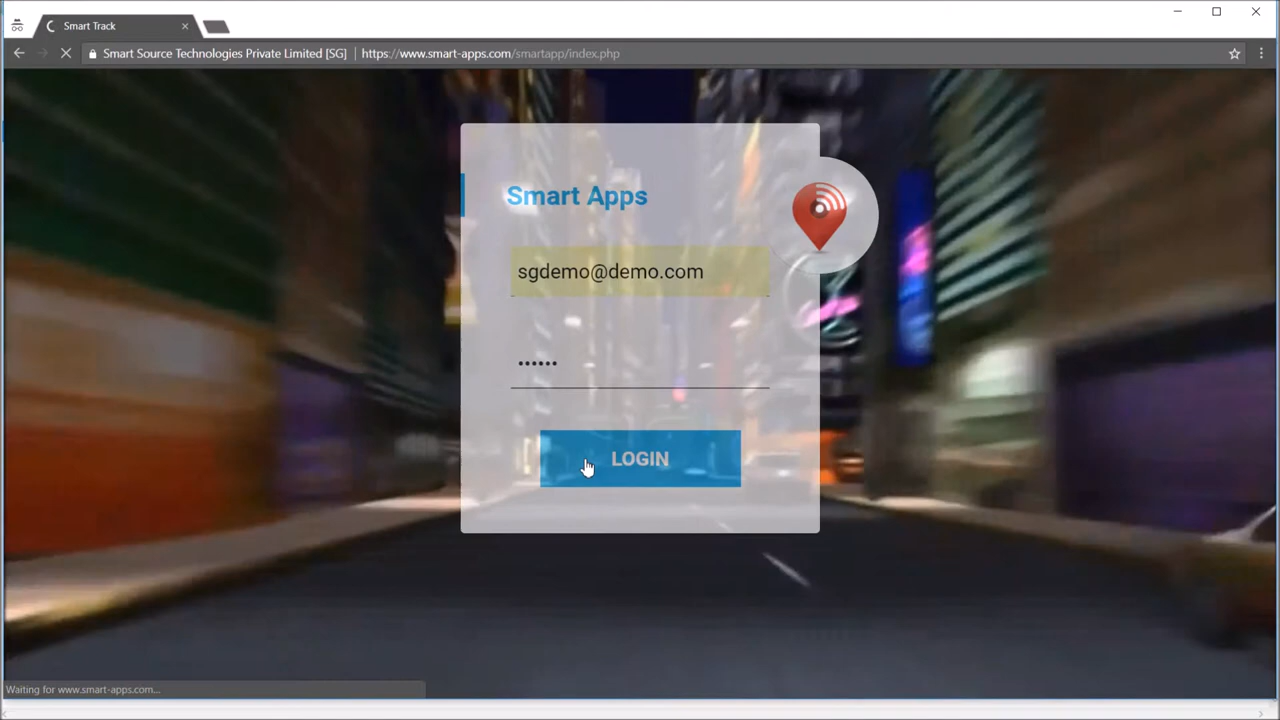 Smart Track
Smart Source Technologies Private Limited [SG] https://www.smart-apps.com/smartapp/index.php
Smart Apps
sgdemo@demo.com
••••••
LOGIN
Waiting for www.smart-apps.com...